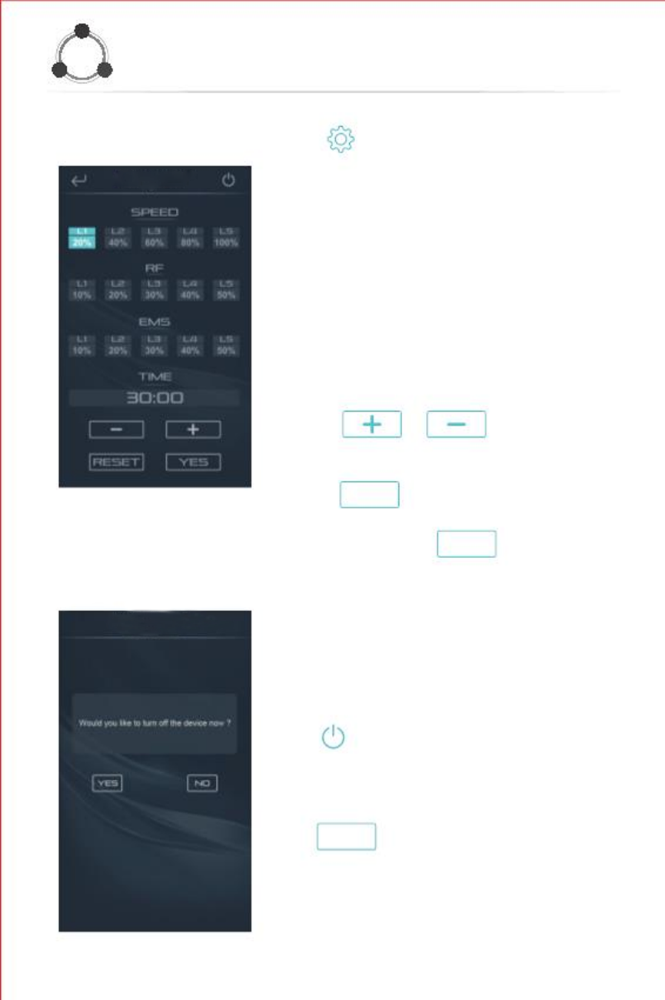 SPEED
L1 L2 L3 L4 L5
20% 40% 60% 80% 100%
RF
L1 L2 L3 L4 L5
10% 20% 30% 40% 50%
EMS
L1 L2 L3 L4 L5
10% 20% 30% 40% 50%
TIME
30:00
− +
RESET YES
+ −
Would you like to turn off the device now ?
YES NO